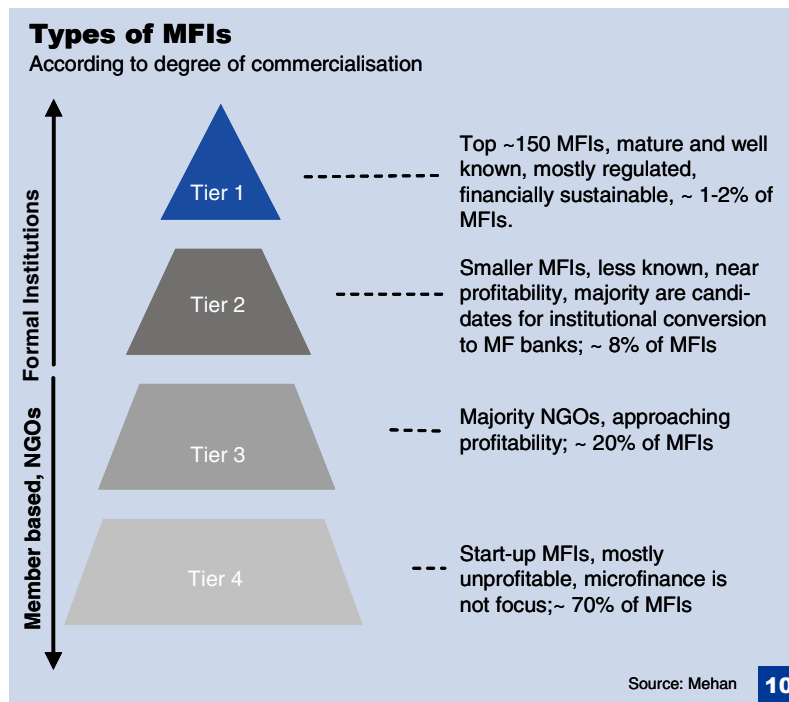 Types of MFIs
According to degree of commercialisation
Formal Institutions
Member based, NGOs
Tier 1
Top ~150 MFIs, mature and well
known, mostly regulated,
financially sustainable, ~ 1-2% of
MFIs.
Tier 2
Smaller MFIs, less known, near
profitability, majority are candi-
dates for institutional conversion
to MF banks; ~ 8% of MFIs
Tier 3
Majority NGOs, approaching
profitability; ~ 20% of MFIs
Tier 4
Start-up MFIs, mostly
unprofitable, microfinance is
not focus;~ 70% of MFIs
Source: Mehan
10